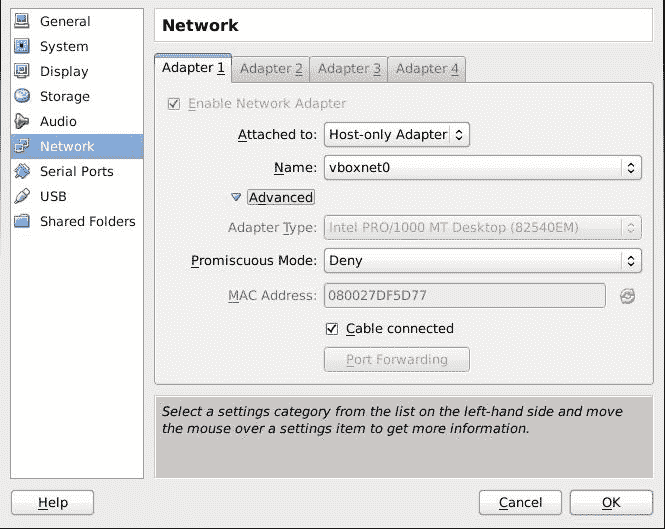 General
System
Display
Storage
Audio
Network
Serial Ports
USB
Shared Folders
Network
Adapter 1 Adapter 2 Adapter 3 Adapter 4
Enable Network Adapter
Attached to: Host-only Adapter
Name: vboxnet0
Advanced
Adapter Type: Intel PRO/1000 MT Desktop (82540EM)
Promiscuous Mode: Deny
MAC Address: 080027DF5D77
Cable connected
Port Forwarding
Select a settings category from the list on the left-hand side and move
the mouse over a settings item to get more information.
Help Cancel OK